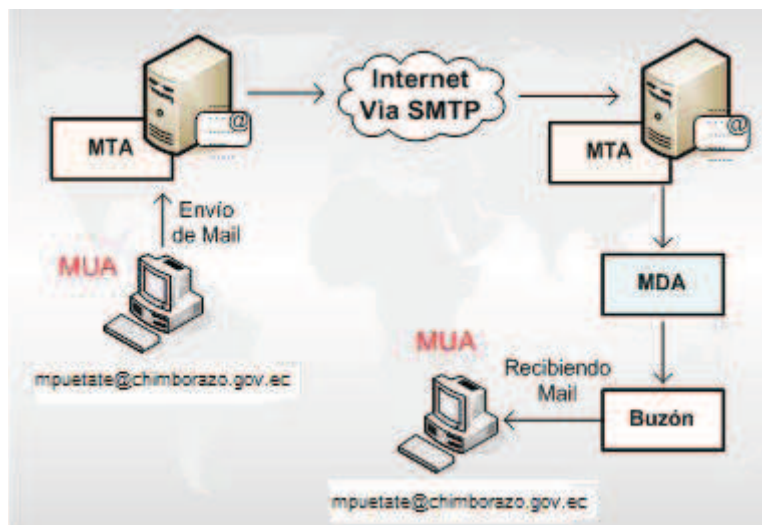 Internet
Vìa SMTP
@
MTA
@
MTA
Envío
de Mail
MUA
mpuetate@chimborazo.gov.ec
MDA
MUA
Recibiendo
Mail
Buzón
mpuetate@chimborazo.gov.ec